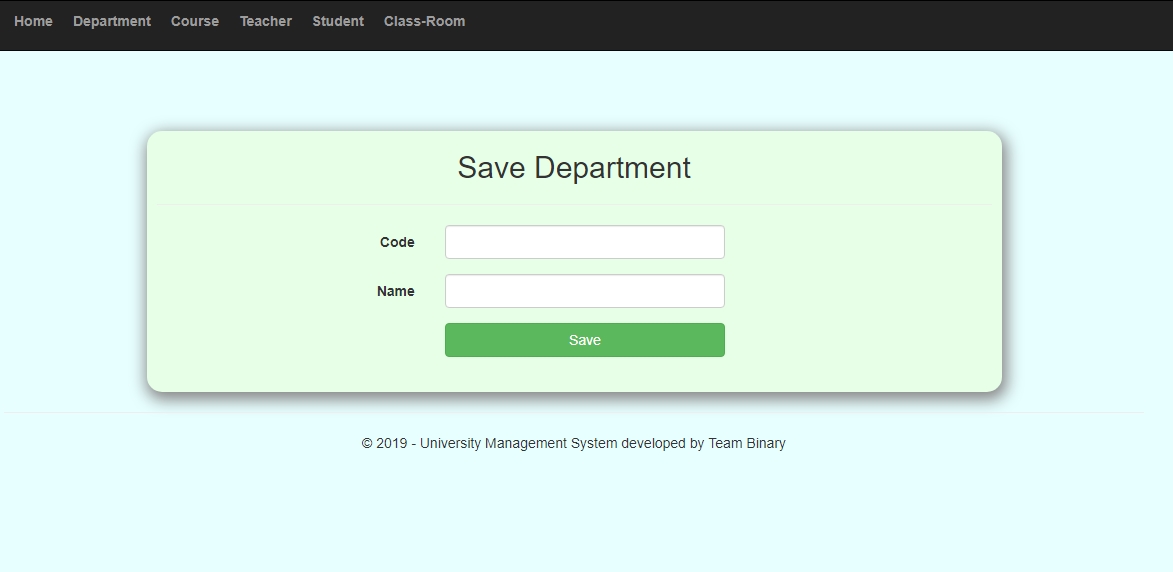 Home Department Course Teacher Student Class-Room
Save Department
Code
Name
Save
© 2019 - University Management System developed by Team Binary